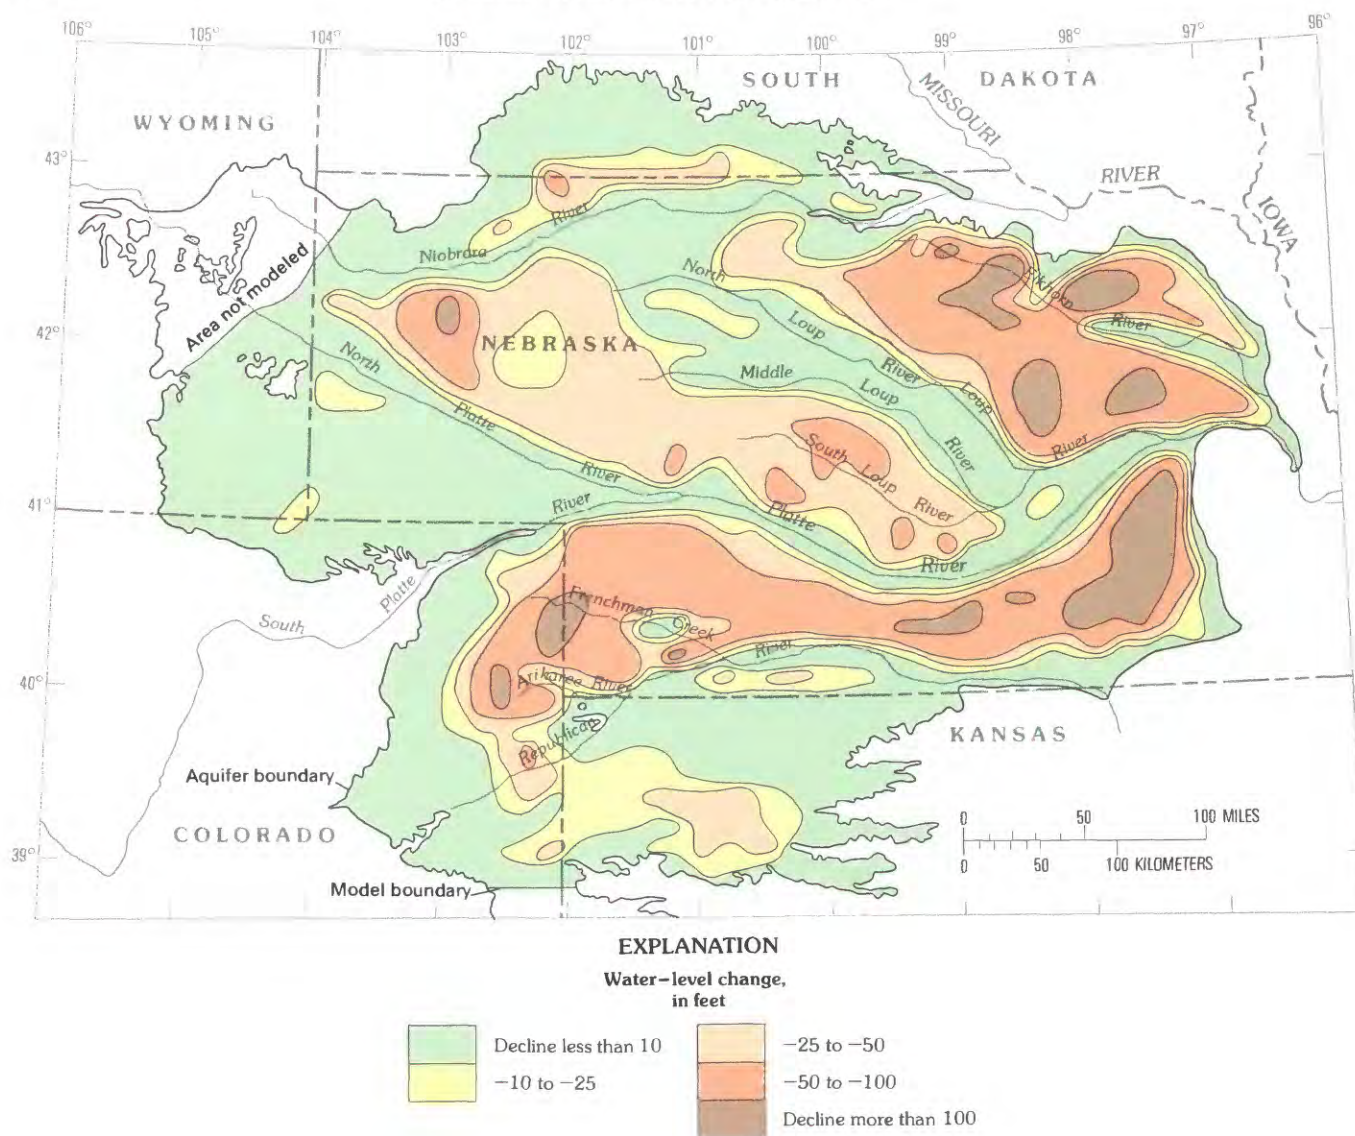 106°
105°
104°
103°
102°
101°
100°
99°
98°
97°
96°
SOUTH DAKOTA
WYOMING
MISSOURI
RIVER
43°
IOWA
Niobrara River
Area not modeled
North Loup River
Elkhorn River
42°
NEBRASKA
North Platte River
Middle Loup River
Loup River
South Loup River
41°
Platte River
River
South Platte
Frenchman Creek
River
40°
Arikaree River
Republican
KANSAS
Aquifer boundary
COLORADO
0 50 100 MILES
0 50 100 KILOMETERS
39°
Model boundary
EXPLANATION
Water-level change,
in feet
Decline less than 10
-10 to -25
-25 to -50
-50 to -100
Decline more than 100